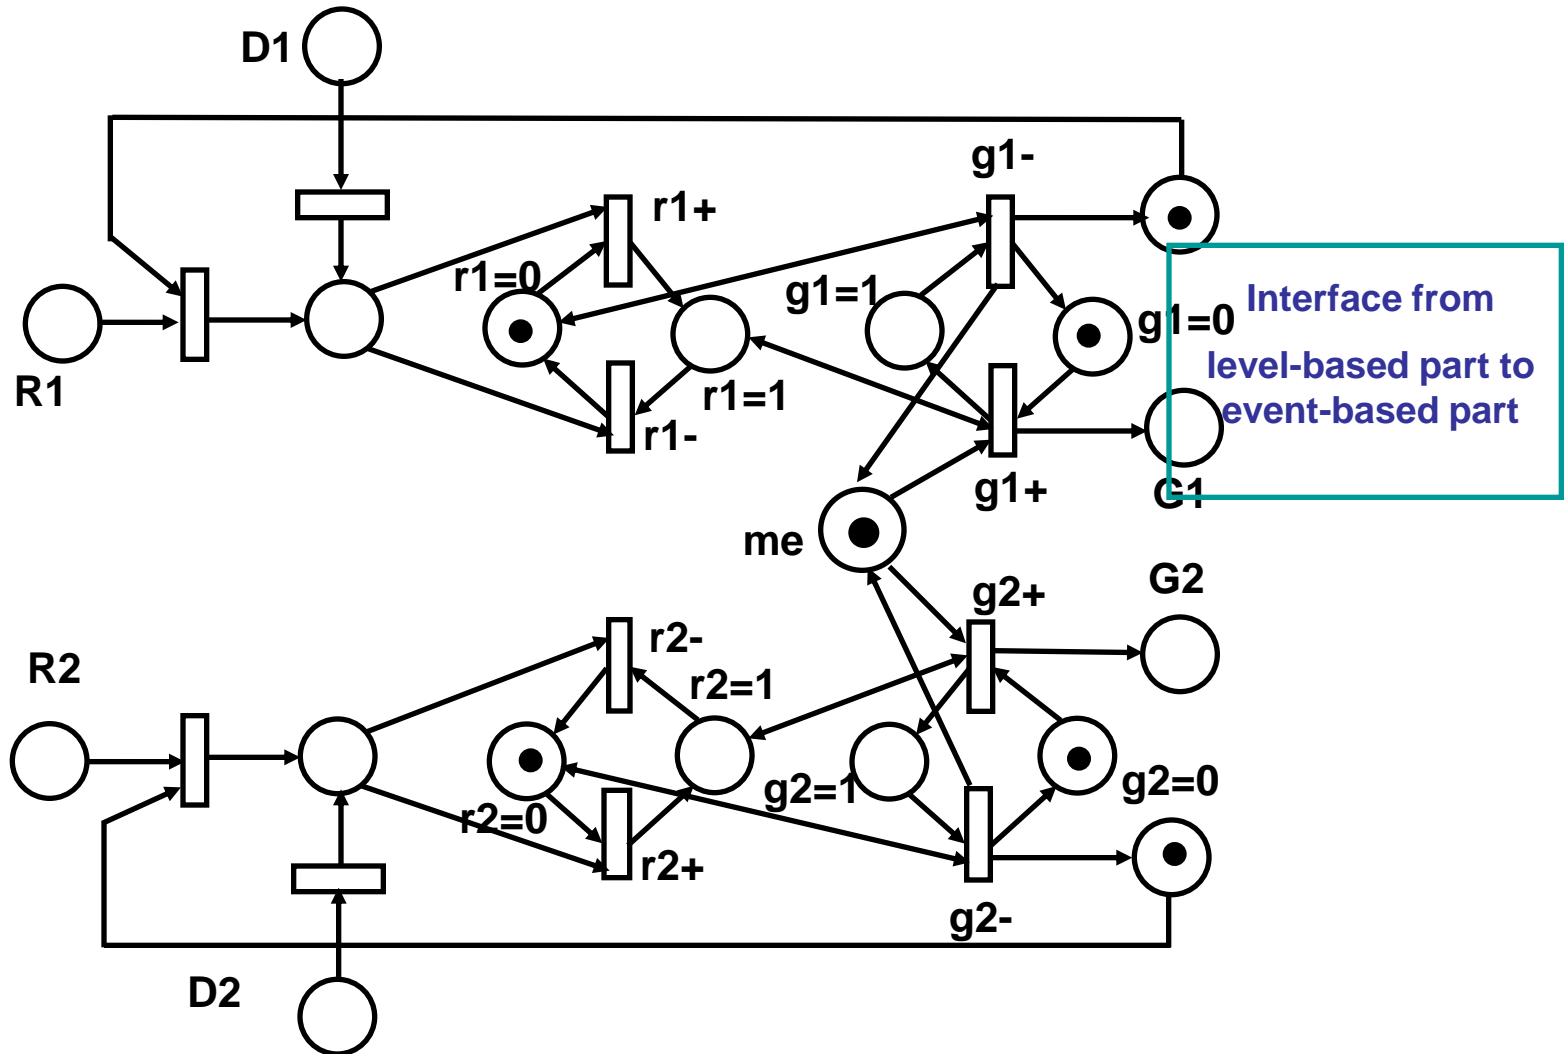 D1
g1-
r1+
r1=0
g1=1
g1=0
Interface from
level-based part to
event-based part
R1
r1=1
r1-
g1+
G1
me
G2
g2+
r2-
R2
r2=1
g2=1
g2=0
r2=0
r2+
g2-
D2